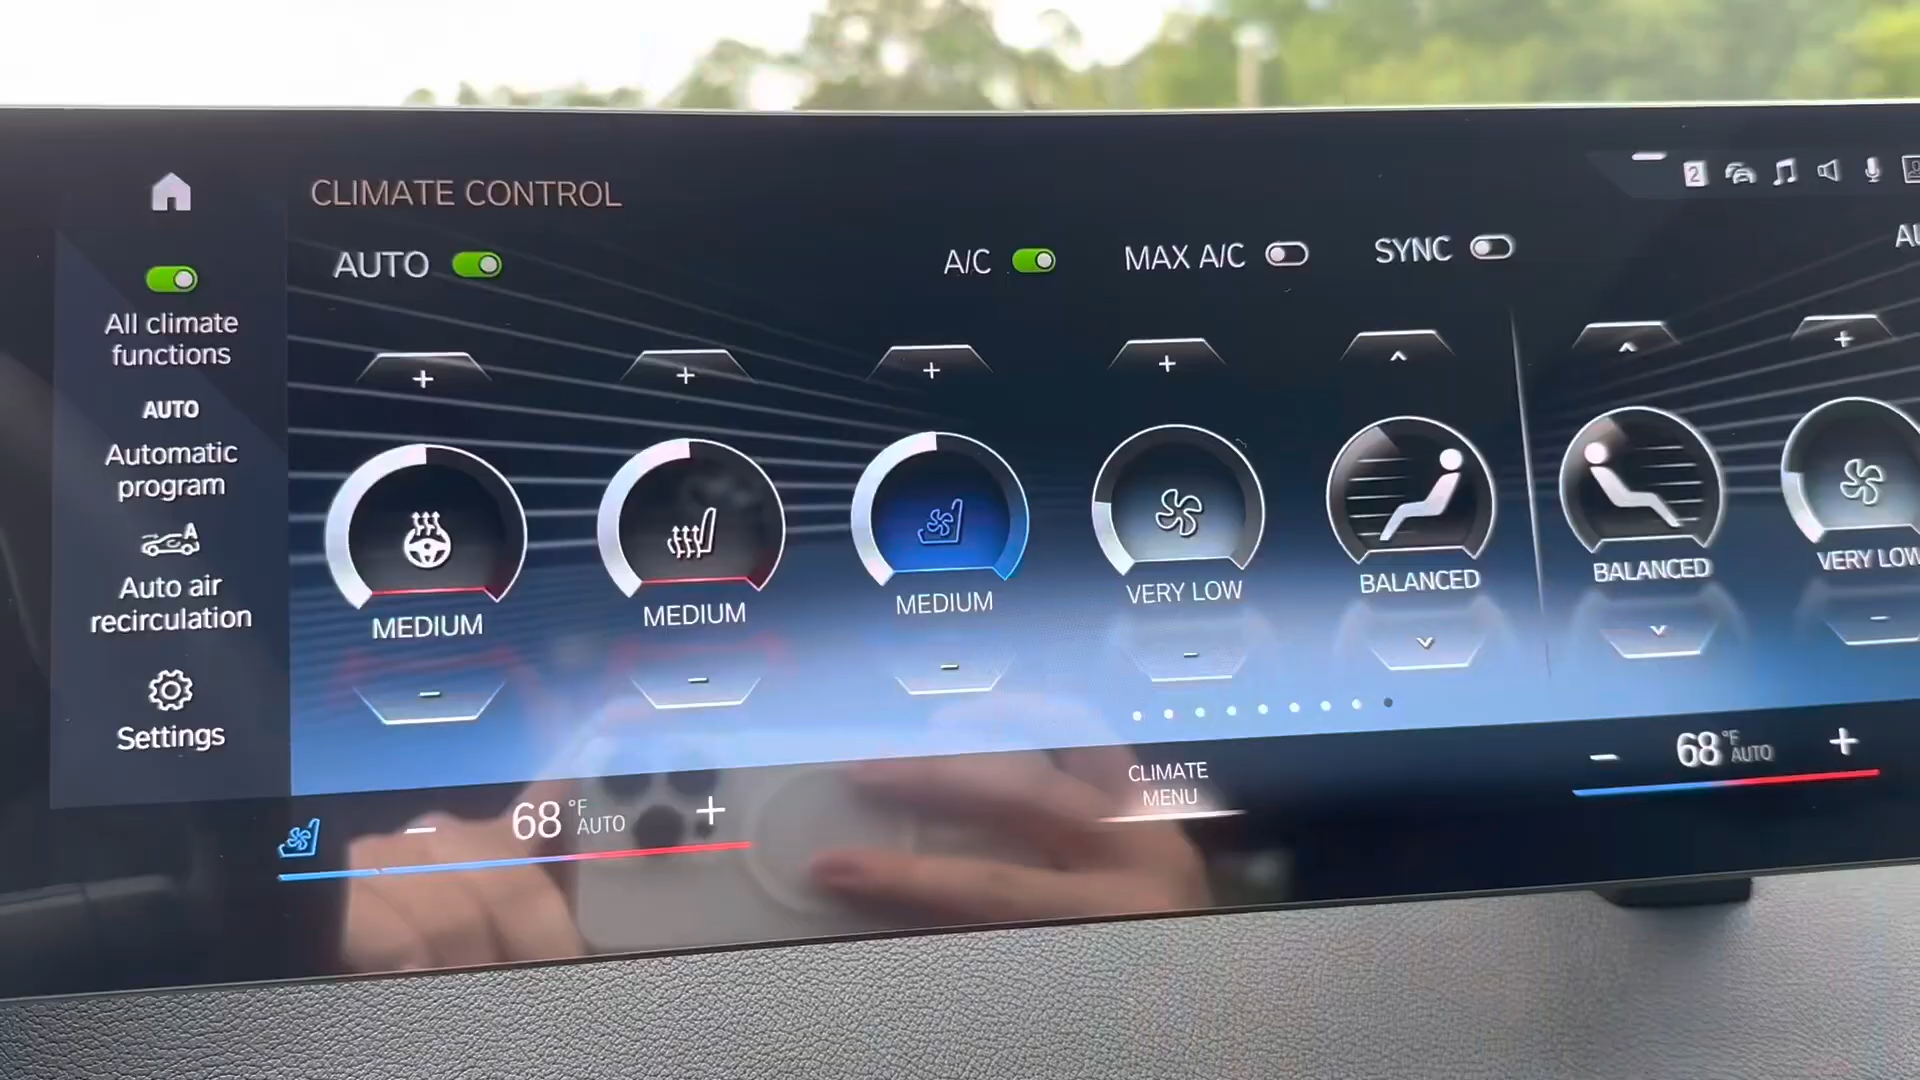 CLIMATE CONTROL
2
AUTO
A/C
MAX A/C
SYNC
All climate
functions
AUTO
Automatic
program
A
Auto air
recirculation
Settings
+
+
+
+
+
MEDIUM
MEDIUM
MEDIUM
VERY LOW
BALANCED
BALANCED
VERY LOW
−
−
−
−
−
− 68 °F AUTO +
CLIMATE
MENU
− 68 °F AUTO +